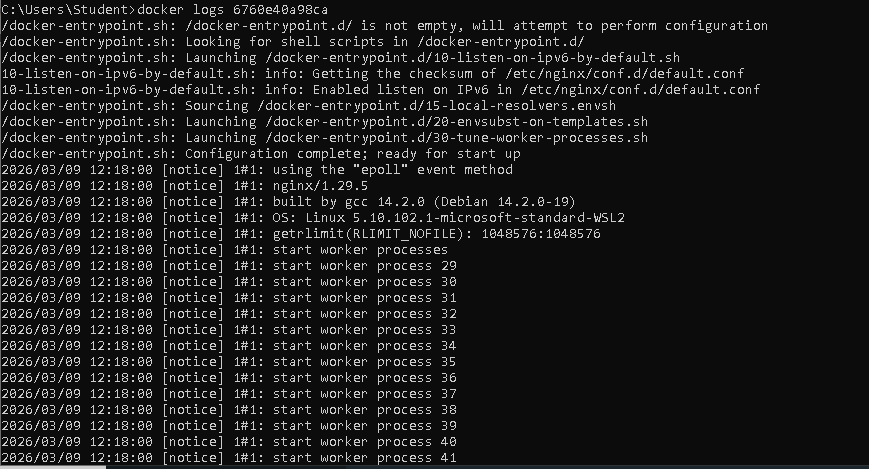 C:\Users\Student>docker logs 6760e40a98ca
/docker-entrypoint.sh: /docker-entrypoint.d/ is not empty, will attempt to perform configuration
/docker-entrypoint.sh: Looking for shell scripts in /docker-entrypoint.d/
/docker-entrypoint.sh: Launching /docker-entrypoint.d/10-listen-on-ipv6-by-default.sh
10-listen-on-ipv6-by-default.sh: info: Getting the checksum of /etc/nginx/conf.d/default.conf
10-listen-on-ipv6-by-default.sh: info: Enabled listen on IPv6 in /etc/nginx/conf.d/default.conf
/docker-entrypoint.sh: Sourcing /docker-entrypoint.d/15-local-resolvers.envsh
/docker-entrypoint.sh: Launching /docker-entrypoint.d/20-envsubst-on-templates.sh
/docker-entrypoint.sh: Launching /docker-entrypoint.d/30-tune-worker-processes.sh
/docker-entrypoint.sh: Configuration complete; ready for start up
2026/03/09 12:18:00 [notice] 1#1: using the "epoll" event method
2026/03/09 12:18:00 [notice] 1#1: nginx/1.29.5
2026/03/09 12:18:00 [notice] 1#1: built by gcc 14.2.0 (Debian 14.2.0-19)
2026/03/09 12:18:00 [notice] 1#1: OS: Linux 5.10.102.1-microsoft-standard-WSL2
2026/03/09 12:18:00 [notice] 1#1: getrlimit(RLIMIT_NOFILE): 1048576:1048576
2026/03/09 12:18:00 [notice] 1#1: start worker processes
2026/03/09 12:18:00 [notice] 1#1: start worker process 29
2026/03/09 12:18:00 [notice] 1#1: start worker process 30
2026/03/09 12:18:00 [notice] 1#1: start worker process 31
2026/03/09 12:18:00 [notice] 1#1: start worker process 32
2026/03/09 12:18:00 [notice] 1#1: start worker process 33
2026/03/09 12:18:00 [notice] 1#1: start worker process 34
2026/03/09 12:18:00 [notice] 1#1: start worker process 35
2026/03/09 12:18:00 [notice] 1#1: start worker process 36
2026/03/09 12:18:00 [notice] 1#1: start worker process 37
2026/03/09 12:18:00 [notice] 1#1: start worker process 38
2026/03/09 12:18:00 [notice] 1#1: start worker process 39
2026/03/09 12:18:00 [notice] 1#1: start worker process 40
2026/03/09 12:18:00 [notice] 1#1: start worker process 41